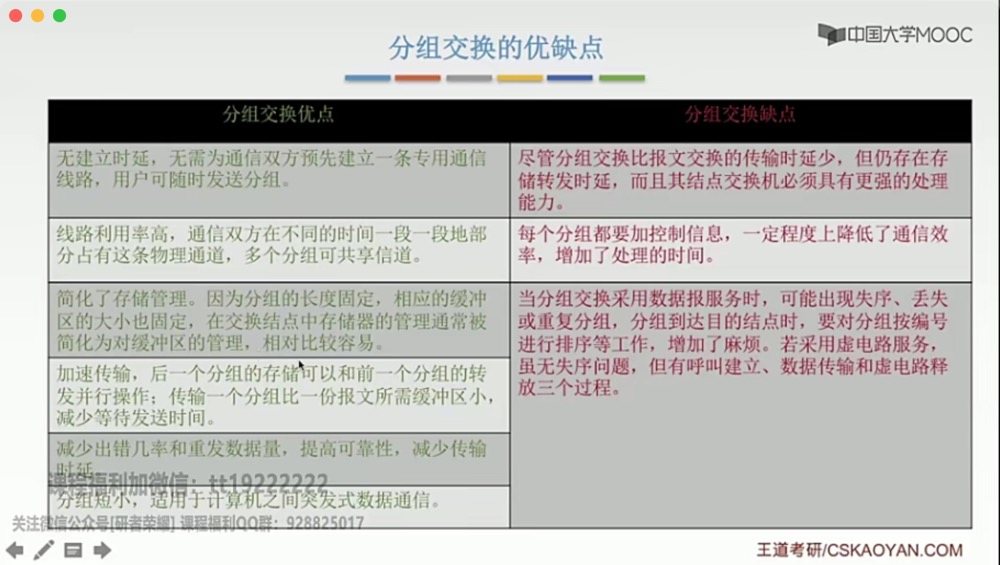 中国大学MOOC
分组交换的优缺点
分组交换优点
分组交换缺点
无建立时延，无需为通信双方预先建立一条专用通信
线路，用户可随时发送分组。
尽管分组交换比报文交换的传输时延少，但仍存在存
储转发时延，而且其结点交换机必须具有更强的处理
能力。
线路利用率高，通信双方在不同的时间一段一段地部
分占有这条物理通道，多个分组可共享信道。
每个分组都要加控制信息，一定程度上降低了通信效
率，增加了处理的时间。
简化了存储管理。因为分组的长度固定，相应的缓冲
区的大小也固定，在交换结点中存储器的管理通常被
简化为对缓冲区的管理，相对比较容易。
加速传输，后一个分组的存储可以和前一个分组的转
发并行操作；传输一个分组比一份报文所需缓冲区小，
减少等待发送时间。
减少出错几率和重发数据量，提高可靠性，减少传输
时延。
分组短小，适用于计算机之间突发式数据通信。
当分组交换采用数据报服务时，可能出现失序、丢失
或重复分组，分组到达目的结点时，要对分组按编号
进行排序等工作，增加了麻烦。若采用虚电路服务，
虽无失序问题，但有呼叫建立、数据传输和虚电路释
放三个过程。
课程福利加微信：tt19222222
关注微信公众号[研者荣耀] 课程福利QQ群：928825017
王道考研/CSKAOYAN.COM